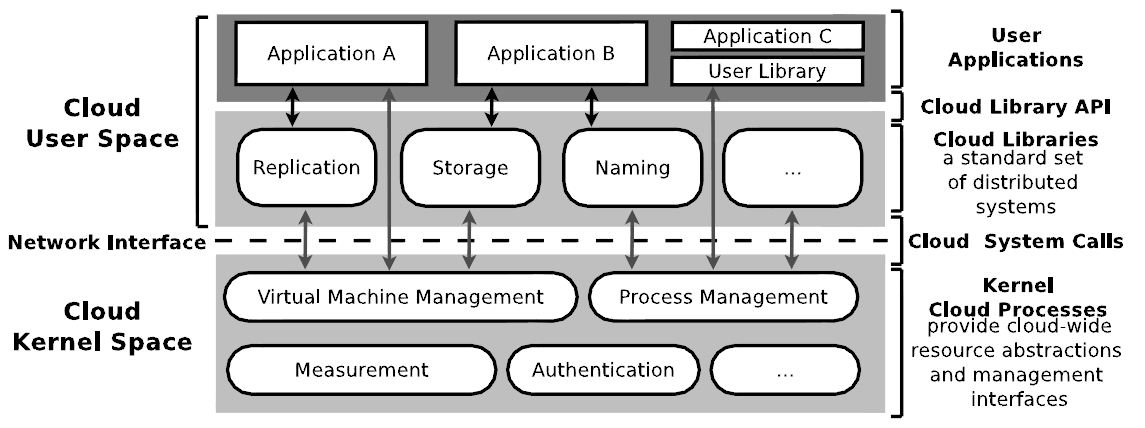 Cloud
User Space
Network Interface
Cloud
Kernel Space
Application A
Application B
Application C
User Library
Replication
Storage
Naming
...
Virtual Machine Management
Process Management
Measurement
Authentication
...
User
Applications
Cloud Library API
Cloud Libraries
a standard set
of distributed
systems
Cloud System Calls
Kernel
Cloud Processes
provide cloud-wide
resource abstractions
and management
interfaces